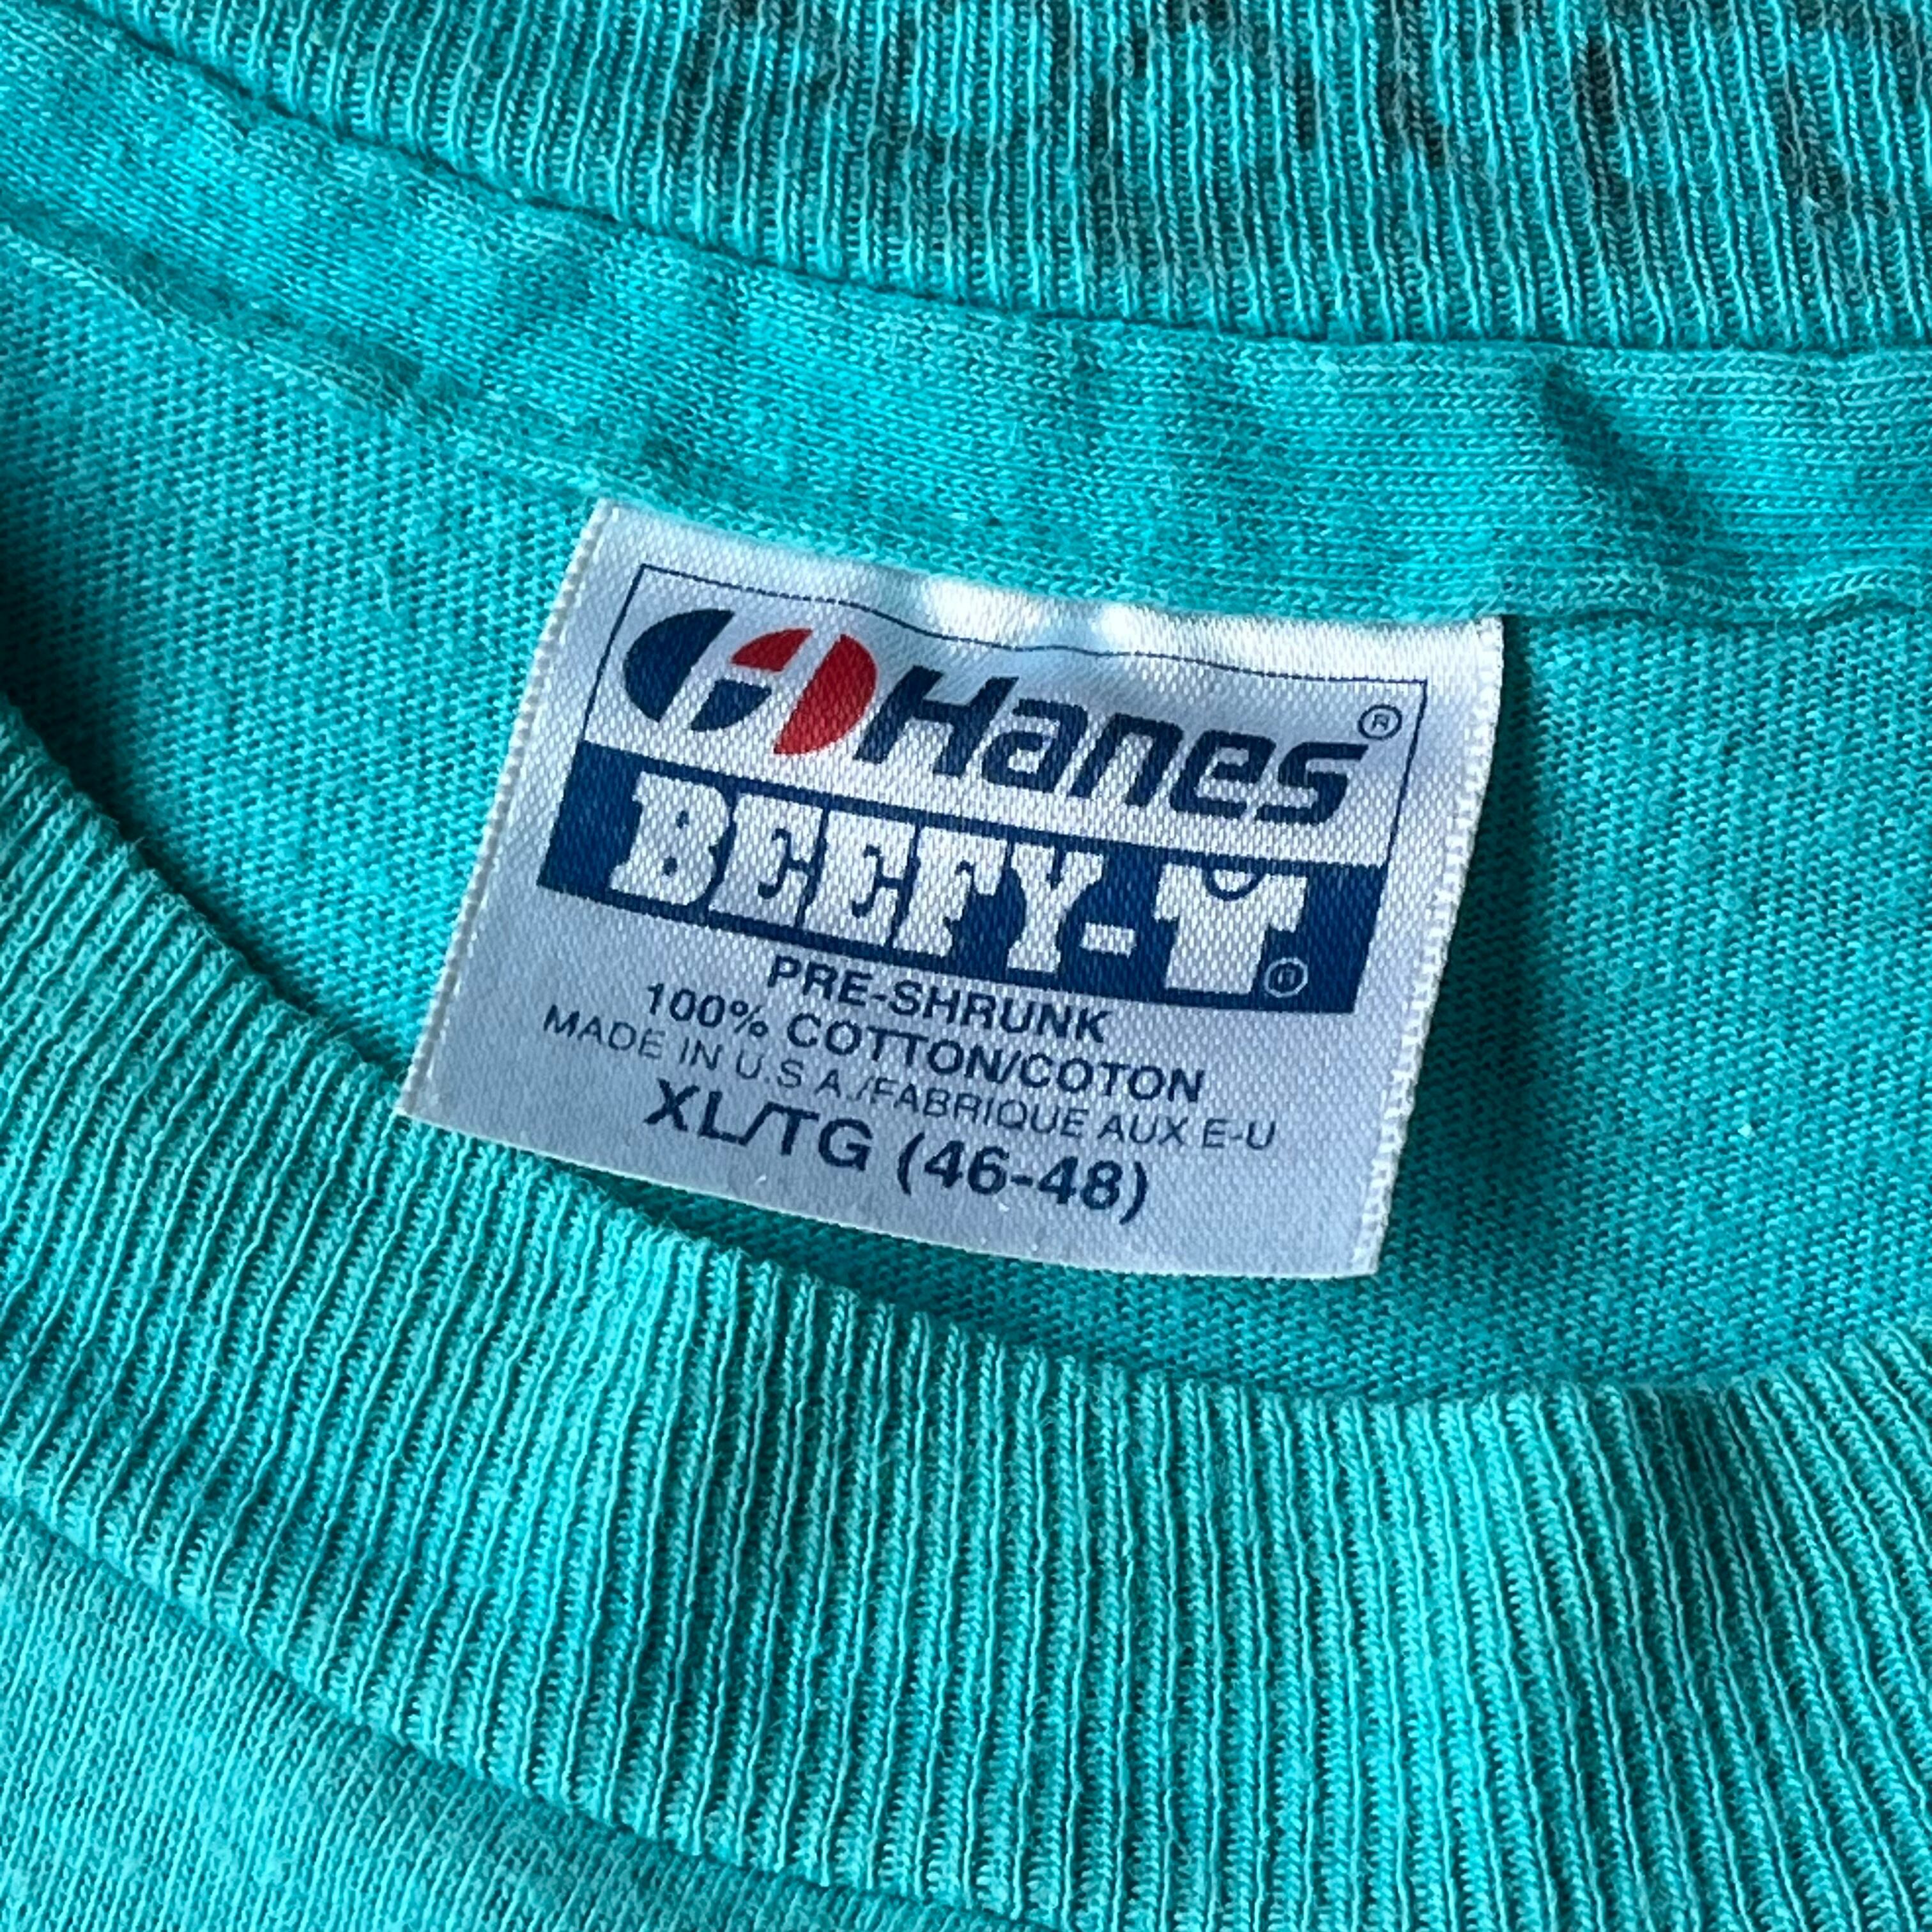 Hanes®
BEEFY-T®
PRE-SHRUNK
100% COTTON/COTON
MADE IN U.S.A./FABRIQUE AUX E-U
XL/TG (46-48)